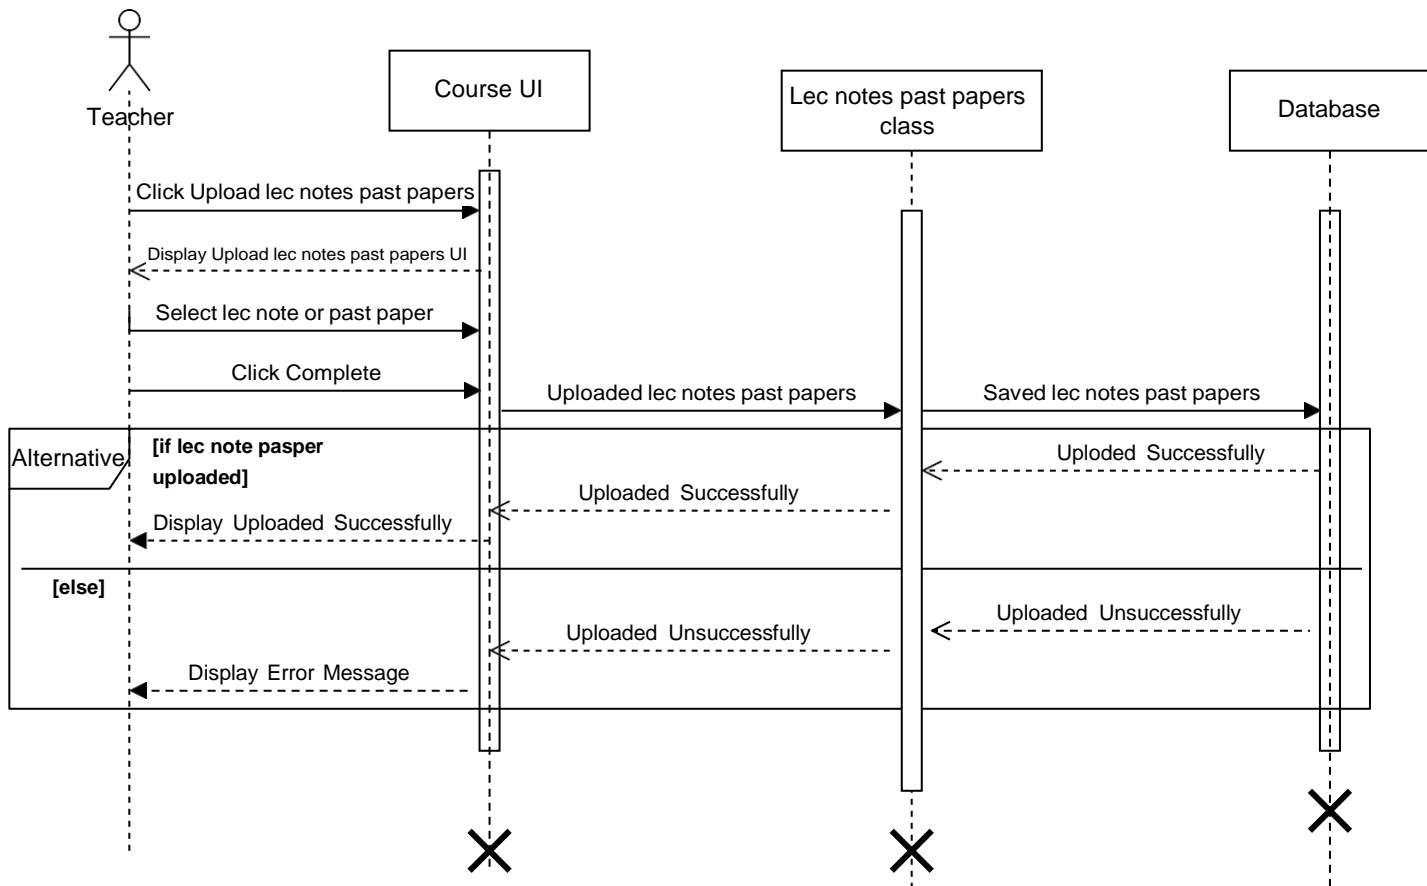 Teacher
Course UI
Lec notes past papers
class
Database
Click Upload lec notes past papers
Display Upload lec notes past papers UI
Select lec note or past paper
Click Complete
Uploaded lec notes past papers
Saved lec notes past papers
Alternative
[if lec note pasper
uploaded]
Uploded Successfully
Uploaded Successfully
Display Uploaded Successfully
[else]
Uploaded Unsuccessfully
Uploaded Unsuccessfully
Display Error Message